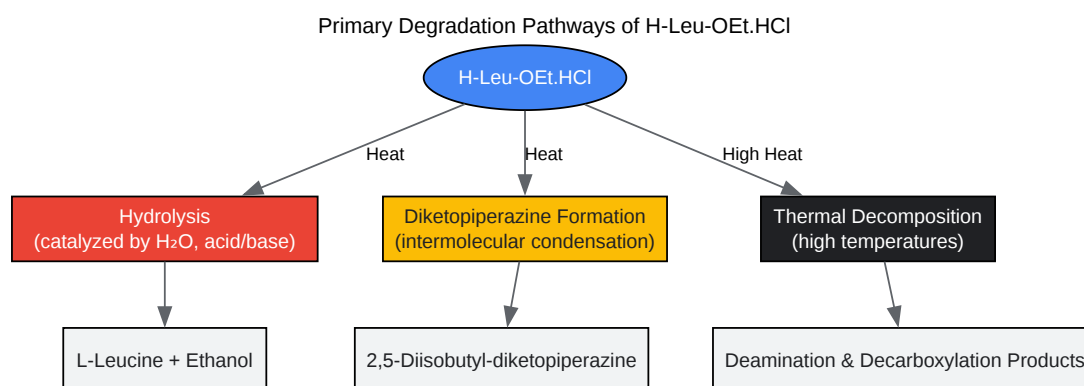 Primary Degradation Pathways of H-Leu-OEt.HCl
H-Leu-OEt.HCl
Heat
Heat
High Heat
Hydrolysis
(catalyzed by H₂O, acid/base)
Diketopiperazine Formation
(intermolecular condensation)
Thermal Decomposition
(high temperatures)
L-Leucine + Ethanol
2,5-Diisobutyl-diketopiperazine
Deamination & Decarboxylation Products